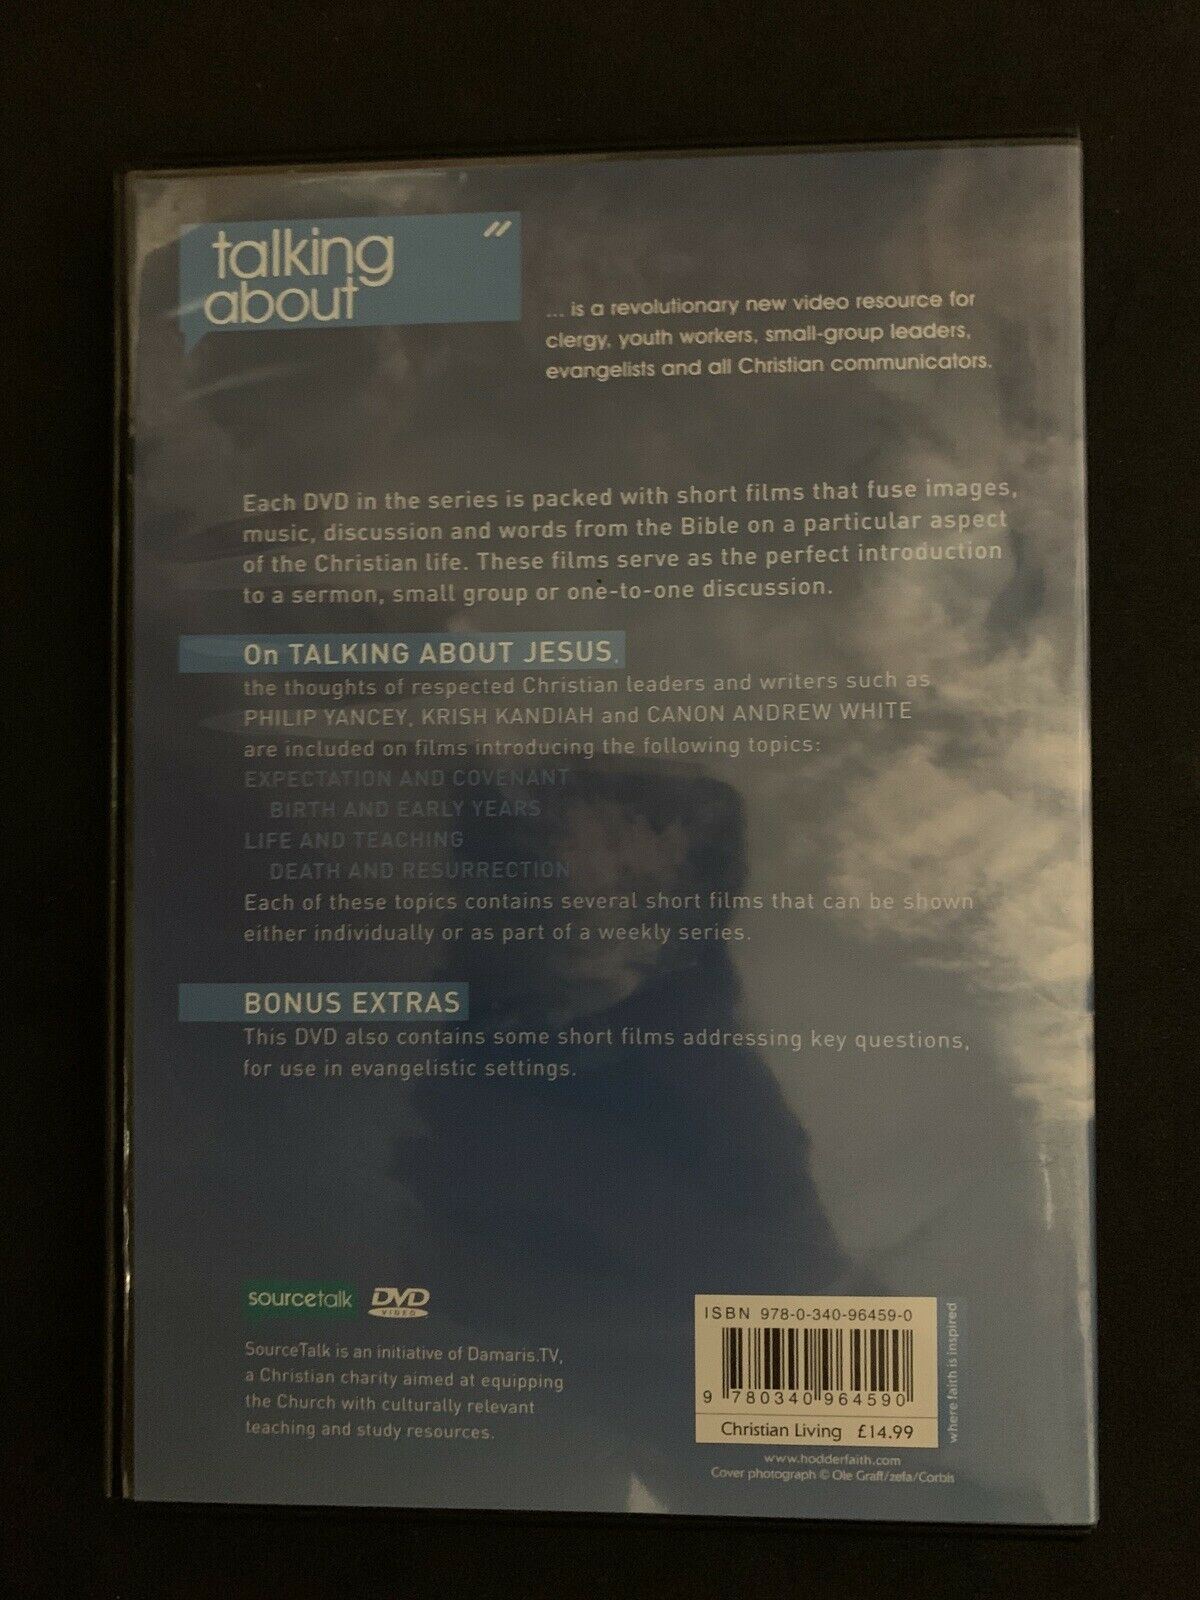 talking
about
... is a revolutionary new video resource for
clergy, youth workers, small-group leaders,
evangelists and all Christian communicators.
Each DVD in the series is packed with short films that fuse images,
music, discussion and words from the Bible on a particular aspect
of the Christian life. These films serve as the perfect introduction
to a sermon, small group or one-to-one discussion.
On TALKING ABOUT JESUS,
the thoughts of respected Christian leaders and writers such as
PHILIP YANCEY, KRISH KANDIAH and CANON ANDREW WHITE
are included on films introducing the following topics:
EXPECTATION AND COVENANT
BIRTH AND EARLY YEARS
LIFE AND TEACHING
DEATH AND RESURRECTION
Each of these topics contains several short films that can be shown
either individually or as part of a weekly series.
BONUS EXTRAS
This DVD also contains some short films addressing key questions,
for use in evangelistic settings.
sourcetalk DVD
VIDEO
SourceTalk is an initiative of Damaris.TV,
a Christian charity aimed at equipping
the Church with culturally relevant
teaching and study resources.
ISBN 978-0-340-96459-0
9 780340 964590
Christian Living £14.99
where faith is inspired
www.hodderfaith.com
Cover photograph © Ole Graff/zefa/Corbis